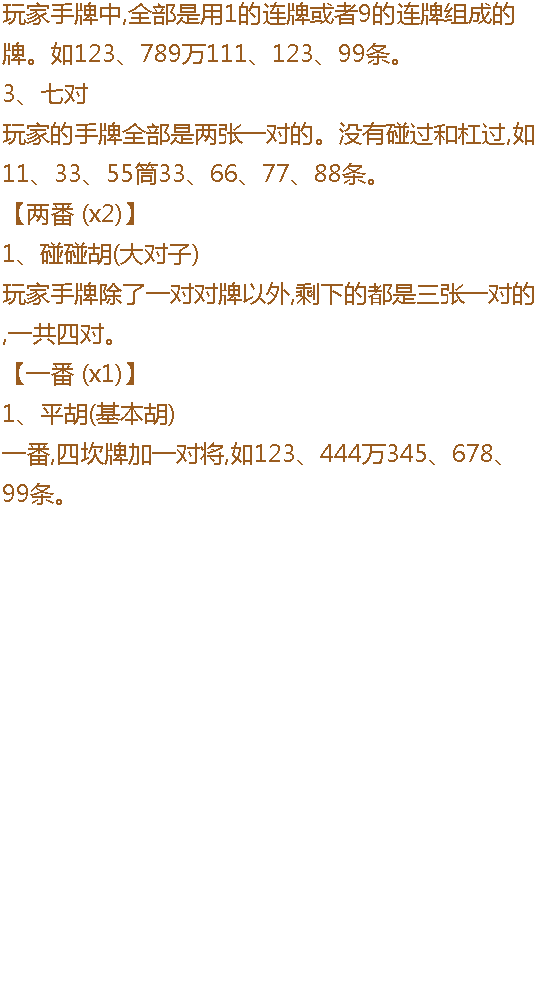 玩家手牌中,全部是用1的连牌或者9的连牌组成的
牌。如123、789万111、123、99条。
3、七对
玩家的手牌全部是两张一对的。没有碰过和杠过,如
11、33、55筒33、66、77、88条。
【两番 (x2)】
1、碰碰胡(大对子)
玩家手牌除了一对对牌以外,剩下的都是三张一对的
,一共四对。
【一番 (x1)】
1、平胡(基本胡)
一番,四坎牌加一对将,如123、444万345、678、
99条。